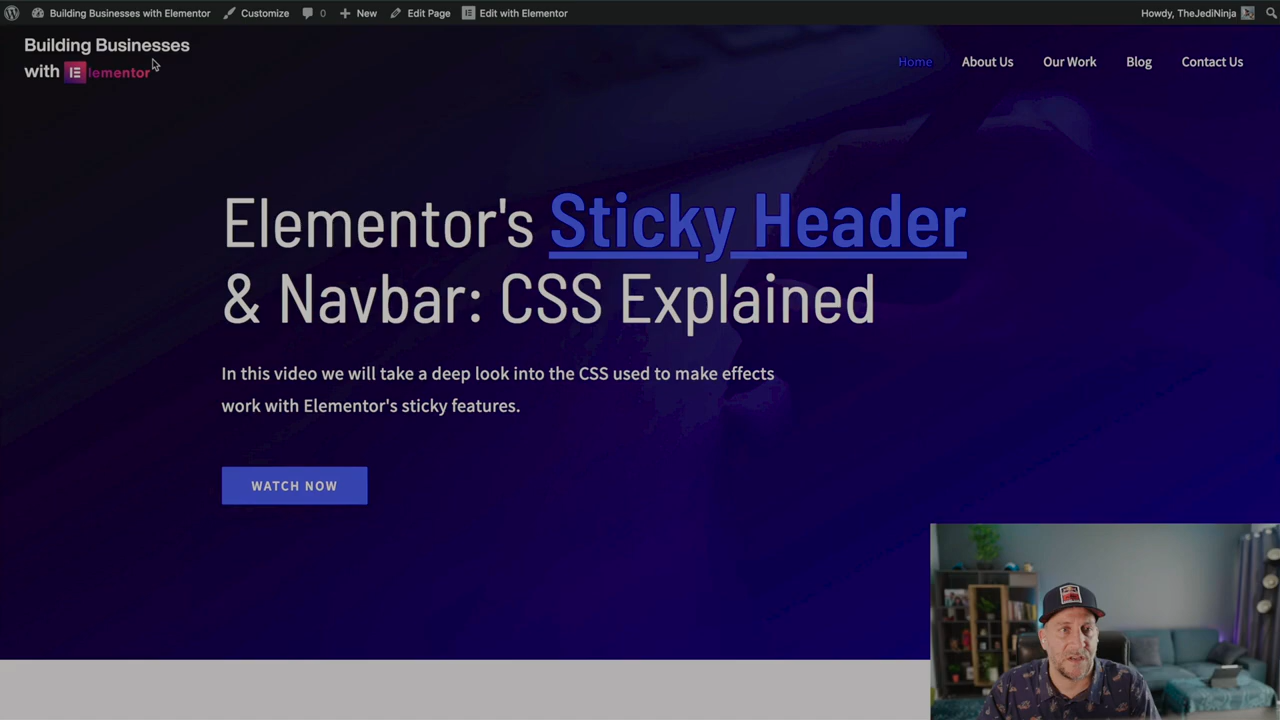 Building Businesses with Elementor Customize 0 New Edit Page Edit with Elementor Howdy, TheJediNinja
Building Businesses
with elementor
Home About Us Our Work Blog Contact Us
Elementor's Sticky Header
& Navbar: CSS Explained
In this video we will take a deep look into the CSS used to make effects
work with Elementor's sticky features.
WATCH NOW